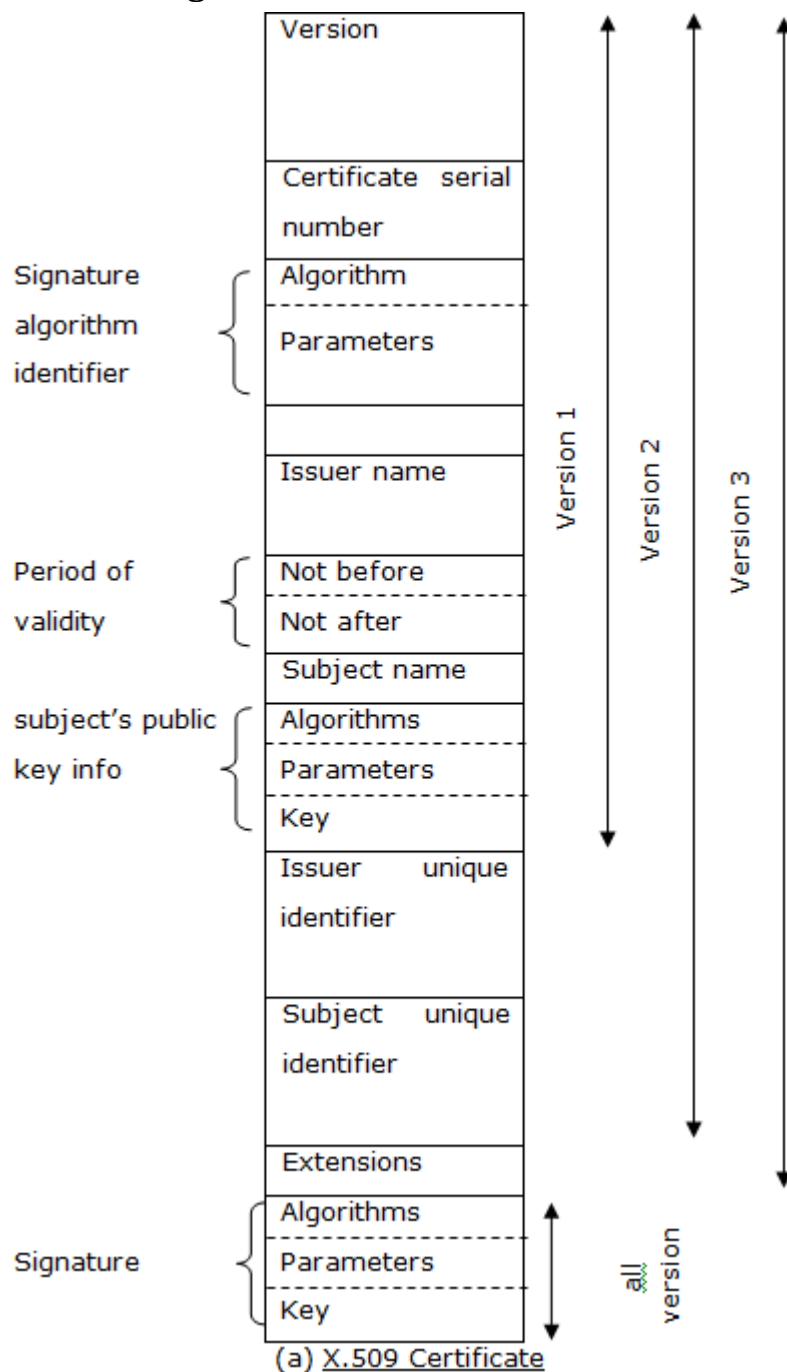 Version
Certificate serial
number
Signature
algorithm
identifier
Algorithm
Parameters
Issuer name
Period of
validity
Not before
Not after
Subject name
subject's public
key info
Algorithms
Parameters
Key
Issuer unique
identifier
Subject unique
identifier
Extensions
Signature
Algorithms
Parameters
Key
Version 1
Version 2
Version 3
all
version
(a) X.509 Certificate